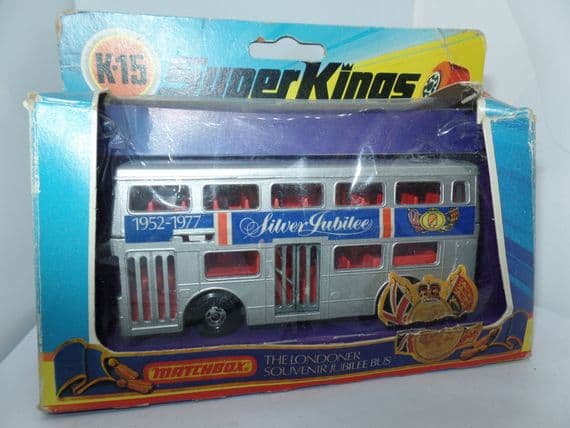 K-15 SuperKings
1952-1977 Silver Jubilee
MATCHBOX
THE LONDONER
SOUVENIR JUBILEE BUS